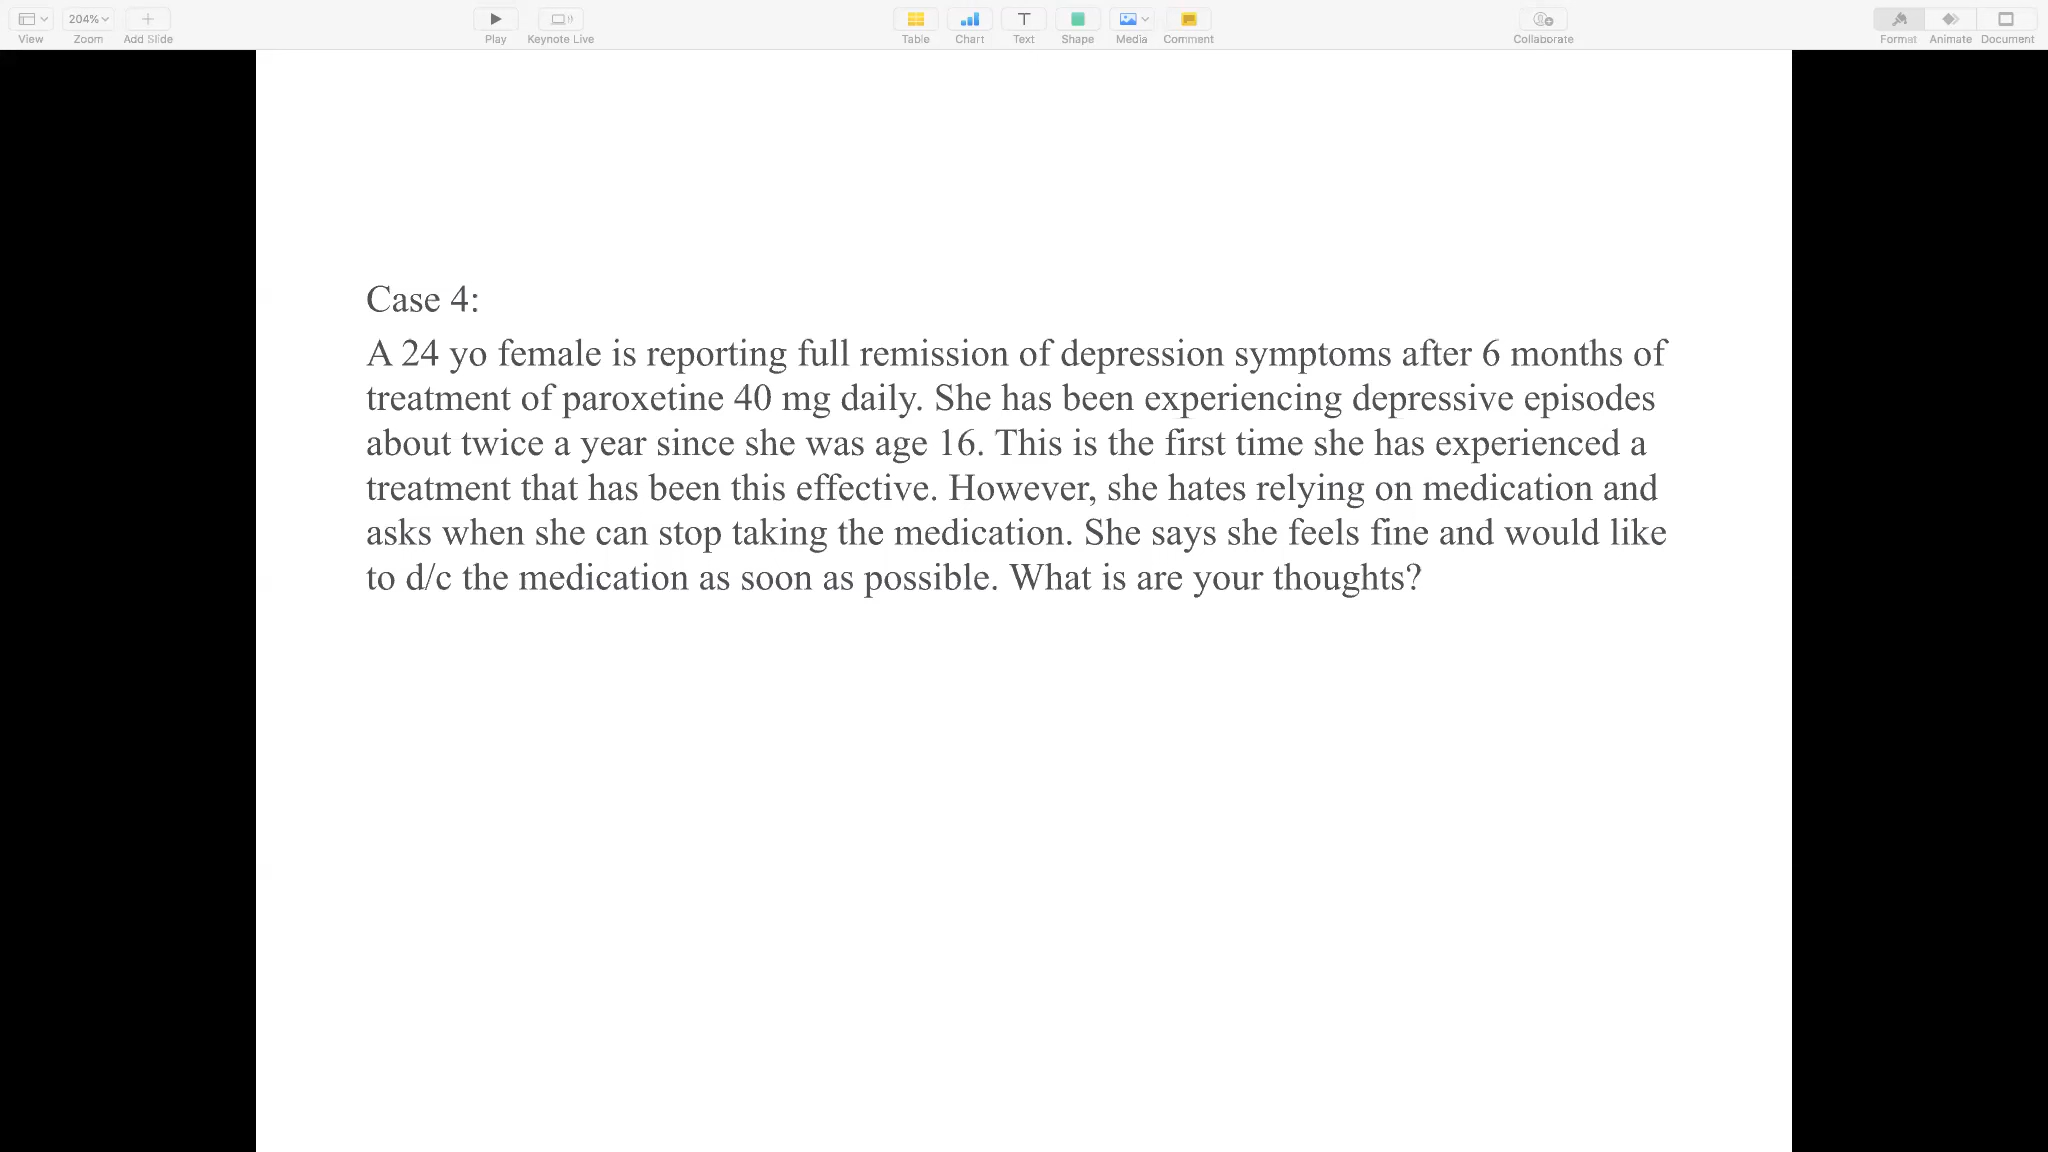 204%
View
Zoom
Add Slide
Play
Keynote Live
Table
Chart
T
Text
Shape
Media
Comment
Collaborate
Format
Animate
Document
Case 4:
A 24 yo female is reporting full remission of depression symptoms after 6 months of
treatment of paroxetine 40 mg daily. She has been experiencing depressive episodes
about twice a year since she was age 16. This is the first time she has experienced a
treatment that has been this effective. However, she hates relying on medication and
asks when she can stop taking the medication. She says she feels fine and would like
to d/c the medication as soon as possible. What is are your thoughts?